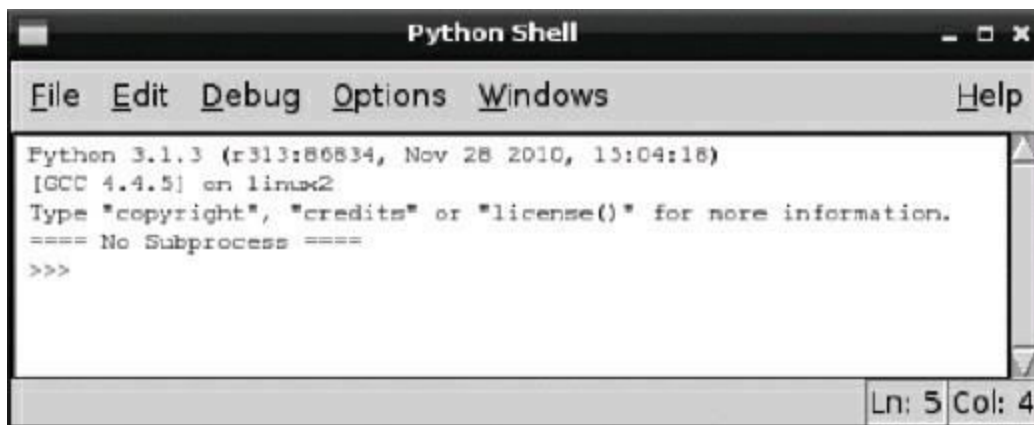 Python Shell
File Edit Debug Options Windows Help
Python 3.1.3 (r313:86834, Nov 28 2010, 15:04:18)
[GCC 4.4.5] on linux2
Type "copyright", "credits" or "license()" for more information.
==== No Subprocess ====
>>>
Ln: 5 Col: 4